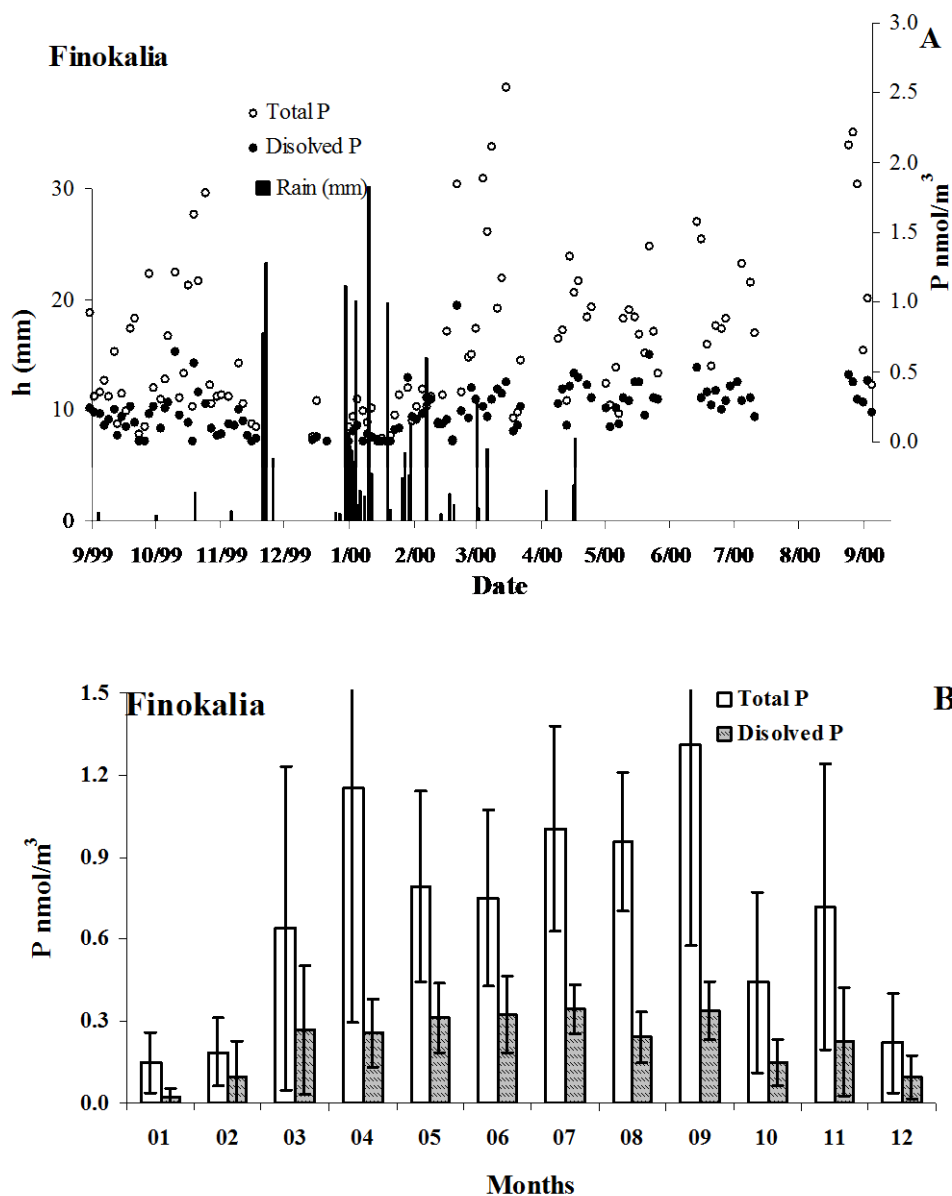 Finokalia
A
Total P
Disolved P
Rain (mm)
3.0
2.5
2.0
1.5
1.0
0.5
0.0
P nmol/m³
30
20
10
0
h (mm)
9/99 10/99 11/99 12/99 1/00 2/00 3/00 4/00 5/00 6/00 7/00 8/00 9/00
Date
Finokalia
B
Total P
Disolved P
1.5
1.2
0.9
0.6
0.3
0.0
P nmol/m³
01 02 03 04 05 06 07 08 09 10 11 12
Months